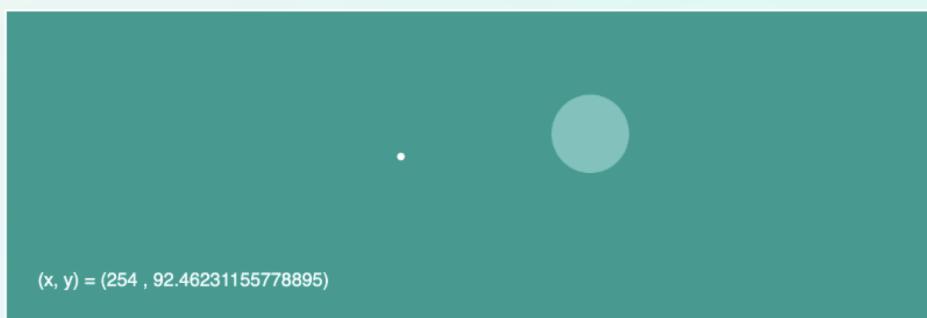 (x, y) = (254 , 92.46231155778895)